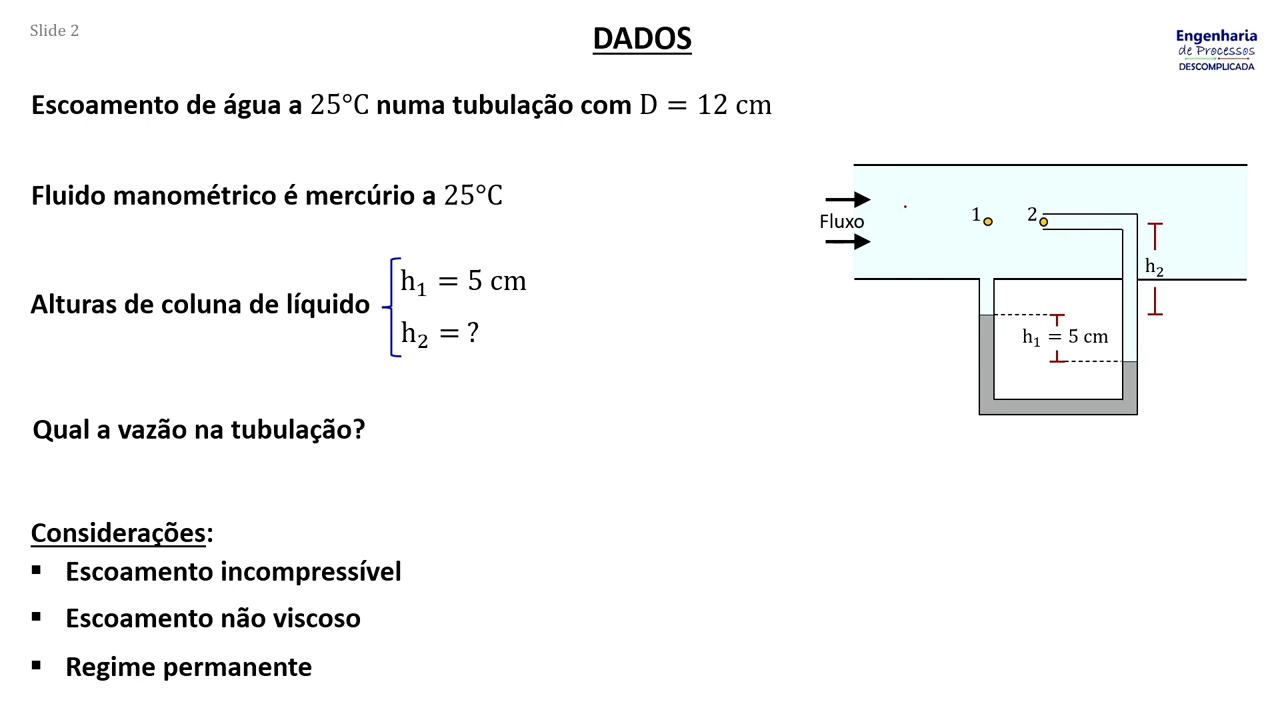 Slide 2
DADOS
Engenharia
de Processos
DESCOMPLICADA
Escoamento de água a 25°C numa tubulação com D = 12 cm
Fluido manométrico é mercúrio a 25°C
Alturas de coluna de líquido
h₁ = 5 cm
h₂ = ?
Qual a vazão na tubulação?
Considerações:
▪ Escoamento incompressível
▪ Escoamento não viscoso
▪ Regime permanente
Fluxo
1
2
h₂
h₁ = 5 cm